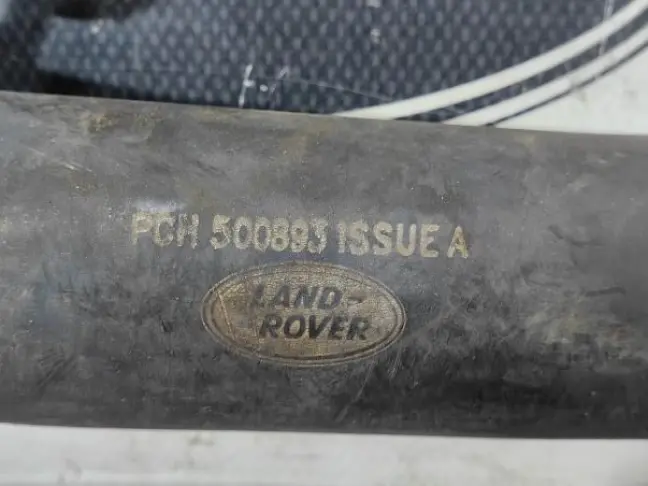 PCH 500893 ISSUE A
LAND-
ROVER